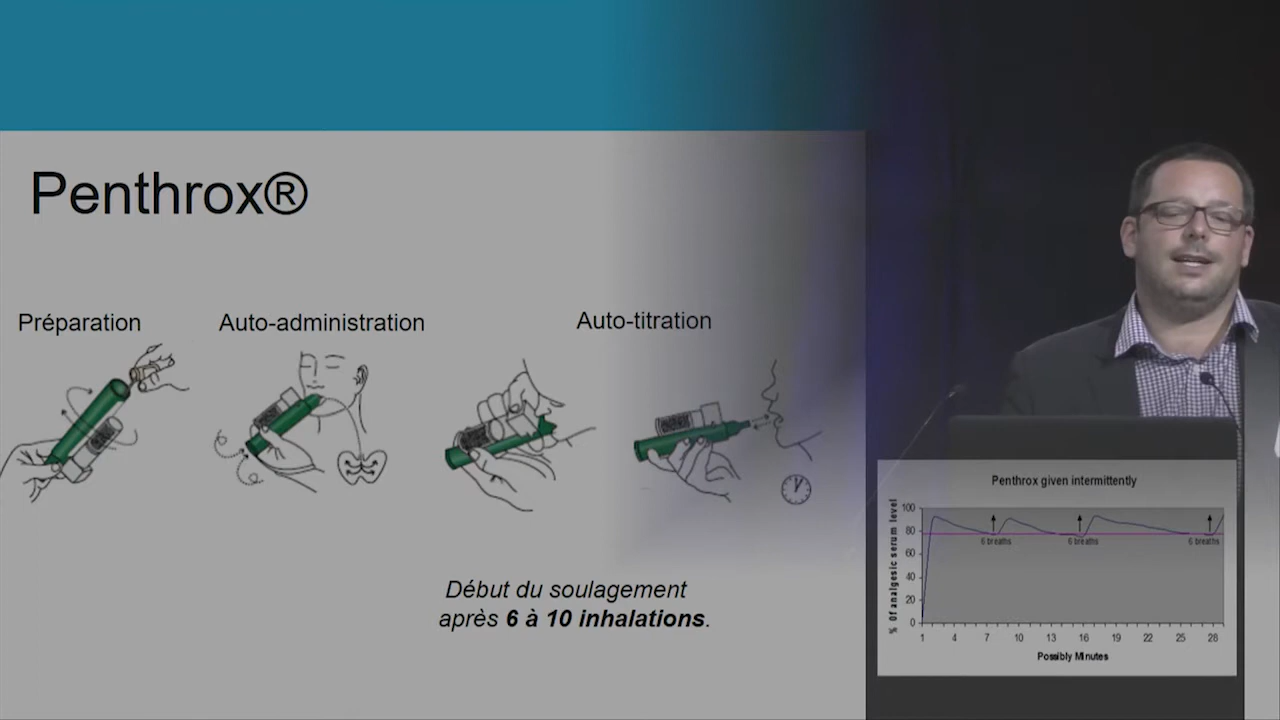 Penthrox®
Préparation
Auto-administration
Auto-titration
Début du soulagement
après 6 à 10 inhalations.
Penthrox given intermittently
% Of analgesic serum level
100
80
60
40
20
0
6 breaths
6 breaths
6 breaths
1 4 7 10 13 16 19 22 25 28
Possibly Minutes